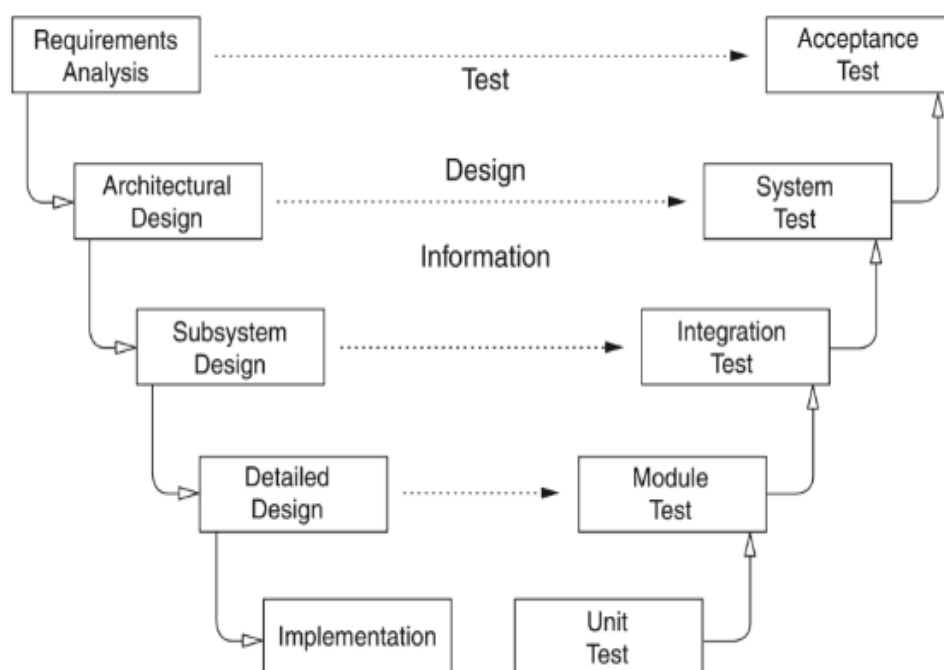 Requirements
Analysis
Test
Acceptance
Test
Architectural
Design
Design
System
Test
Information
Subsystem
Design
Integration
Test
Detailed
Design
Module
Test
Implementation
Unit
Test